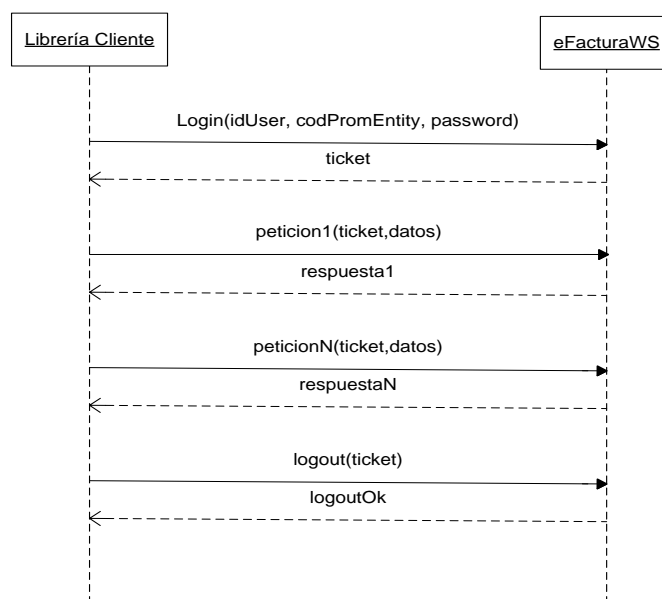 Librería Cliente
eFacturaWS
Login(idUser, codPromEntity, password)
ticket
peticion1(ticket,datos)
respuesta1
peticionN(ticket,datos)
respuestaN
logout(ticket)
logoutOk